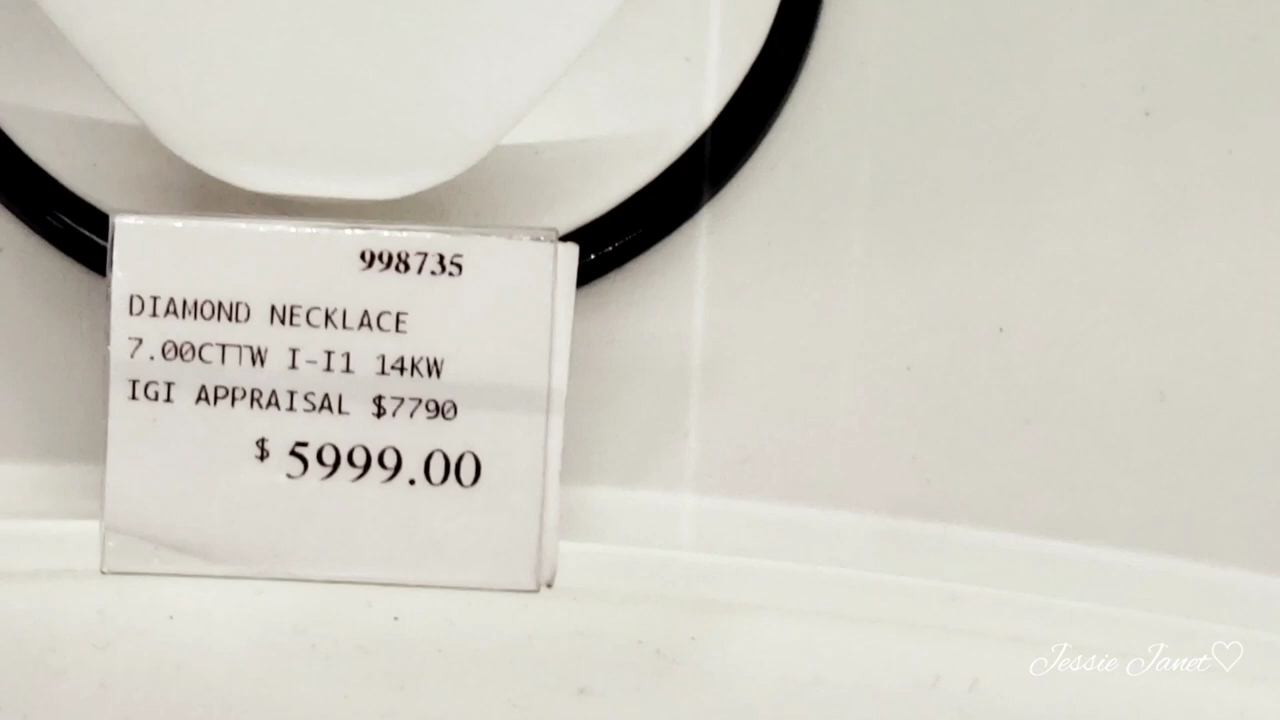 998735
DIAMOND NECKLACE
7.00CTTW I-I1 14KW
IGI APPRAISAL $7790
$ 5999.00
Jessie Janet♡